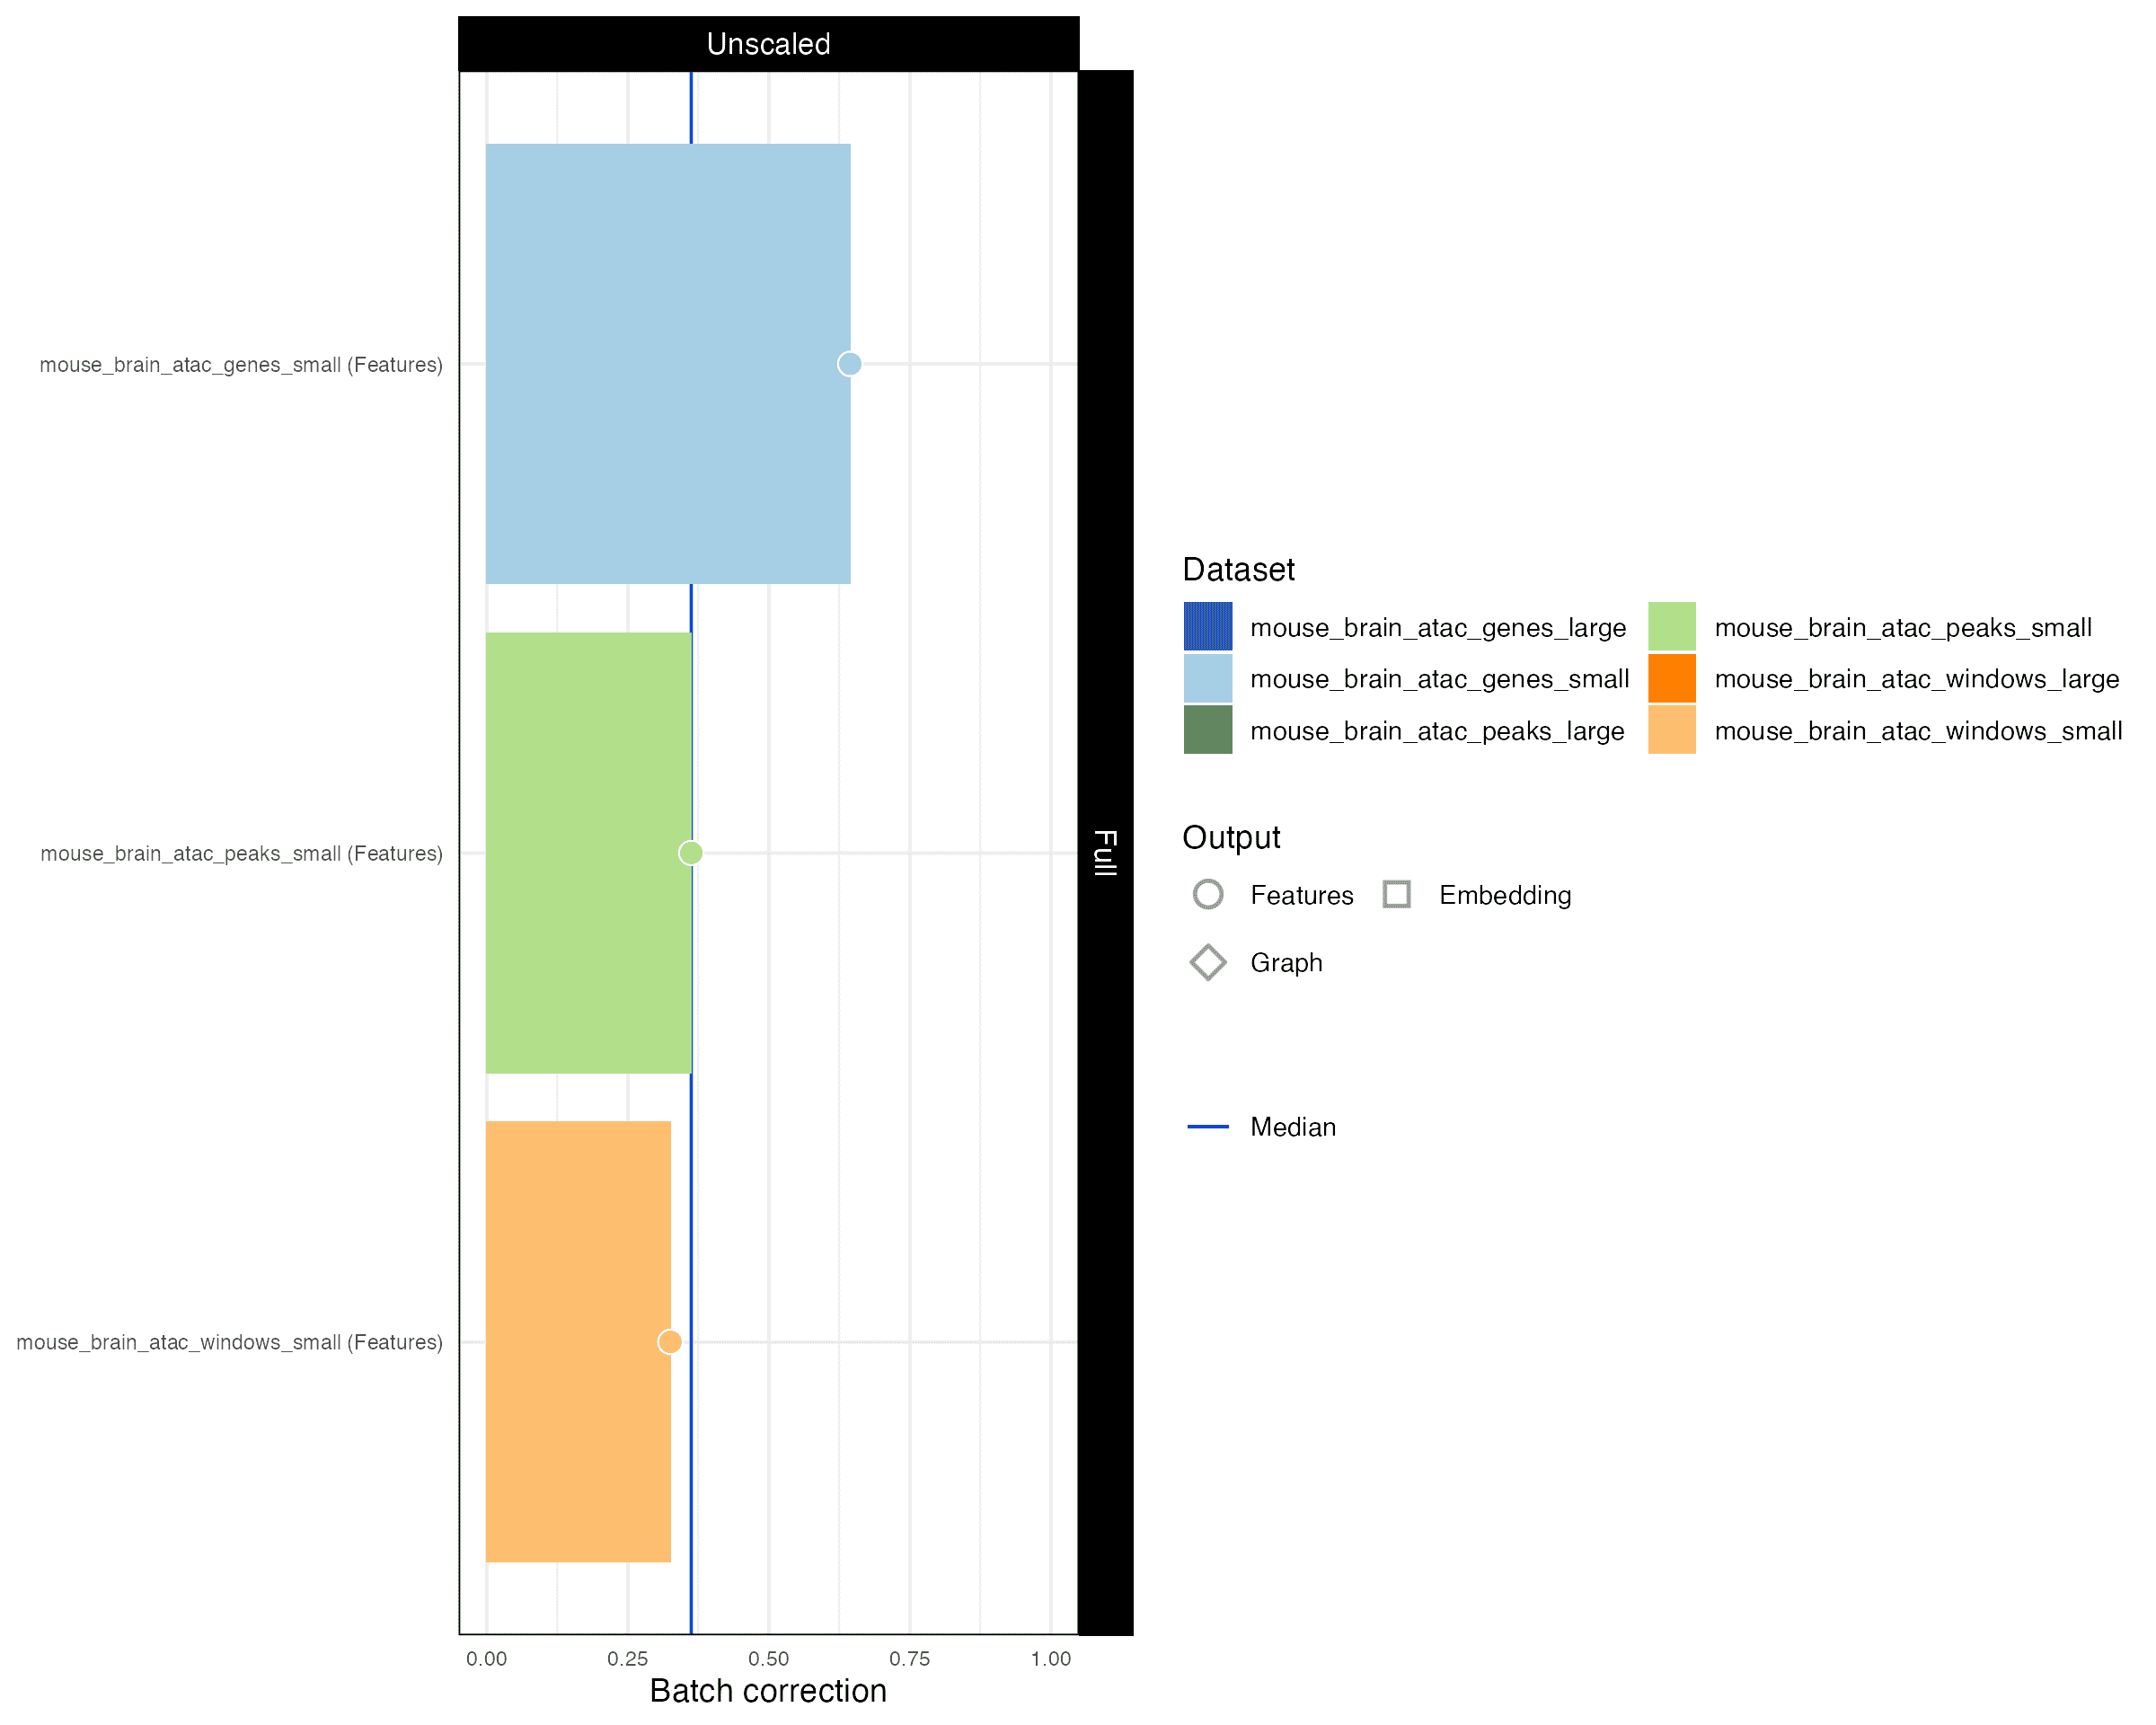 Unscaled
mouse_brain_atac_genes_small (Features)
mouse_brain_atac_peaks_small (Features)
mouse_brain_atac_windows_small (Features)
0.00 0.25 0.50 0.75 1.00
Batch correction
Full
Dataset
mouse_brain_atac_genes_large mouse_brain_atac_peaks_small
mouse_brain_atac_genes_small mouse_brain_atac_windows_large
mouse_brain_atac_peaks_large mouse_brain_atac_windows_small
Output
Features Embedding
Graph
Median